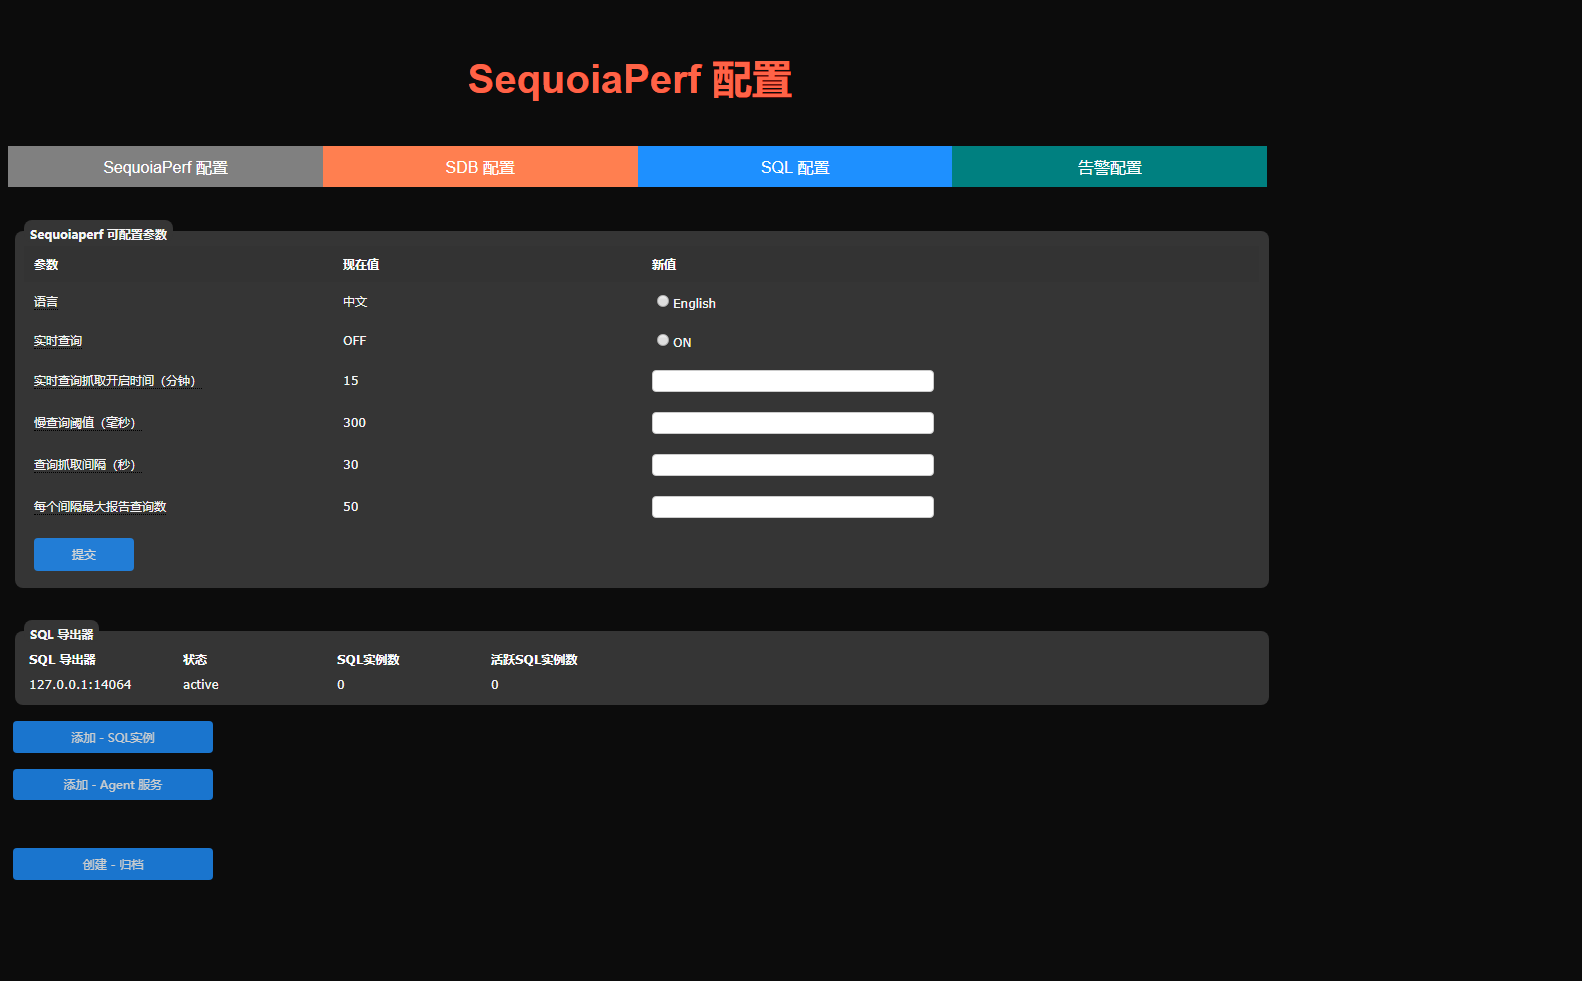 SequoiaPerf 配置
SequoiaPerf 配置 SDB 配置 SQL 配置 告警配置
Sequoiaperf 可配置参数
参数 现在值 新值
语言 中文 English
实时查询 OFF ON
实时查询抓取开启时间（分钟） 15
慢查询阈值（毫秒） 300
查询抓取间隔（秒） 30
每个间隔最大报告查询数 50
提交
SQL 导出器
SQL 导出器 状态 SQL实例数 活跃SQL实例数
127.0.0.1:14064 active 0 0
添加 - SQL实例
添加 - Agent 服务
创建 - 归档